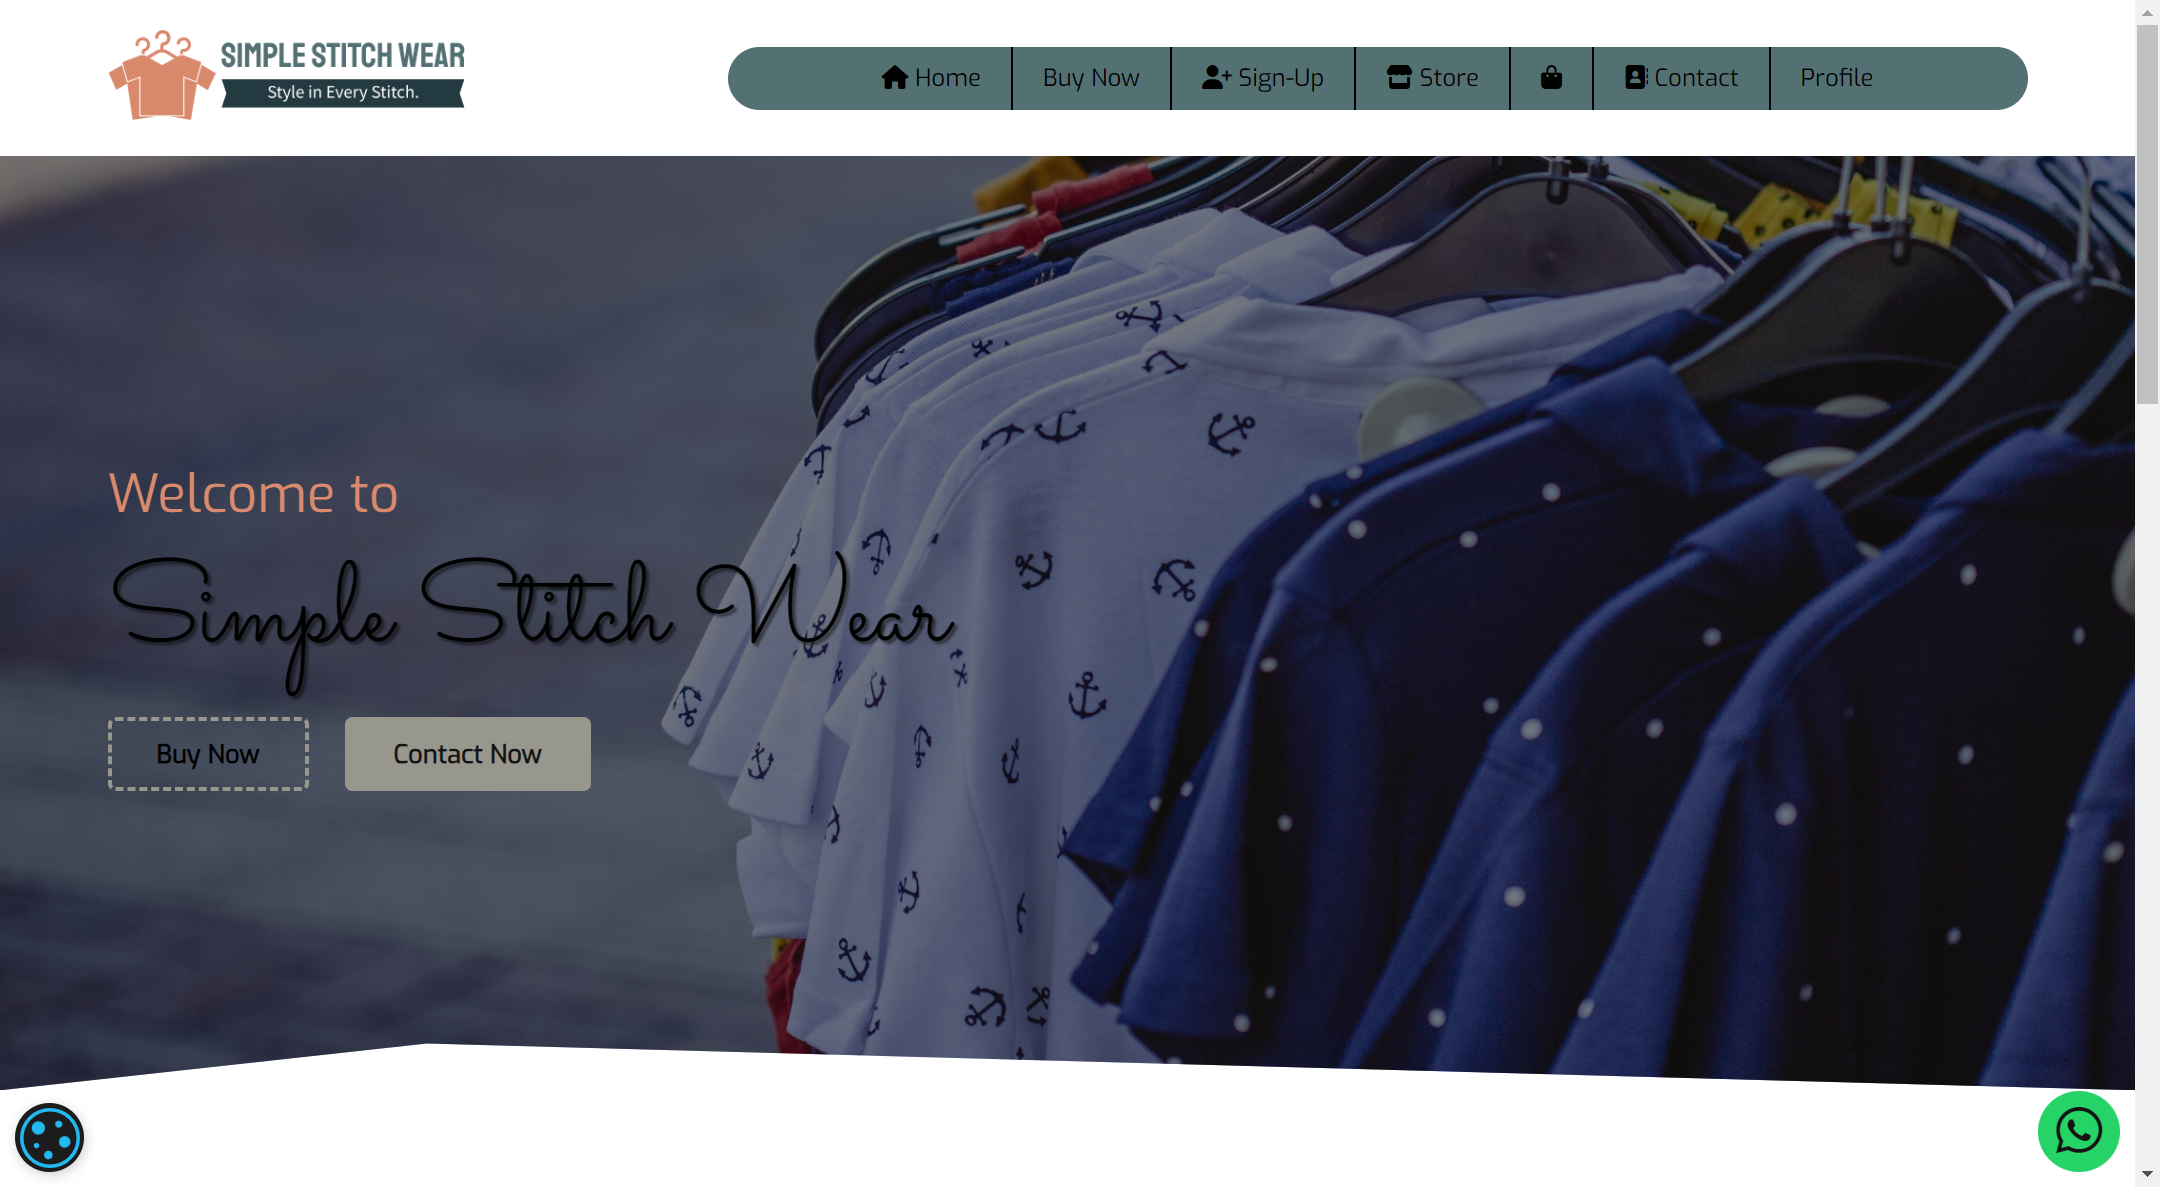 SIMPLE STITCH WEAR
Style in Every Stitch.
Home Buy Now Sign-Up Store Contact Profile
Welcome to
Simple Stitch Wear
Buy Now Contact Now